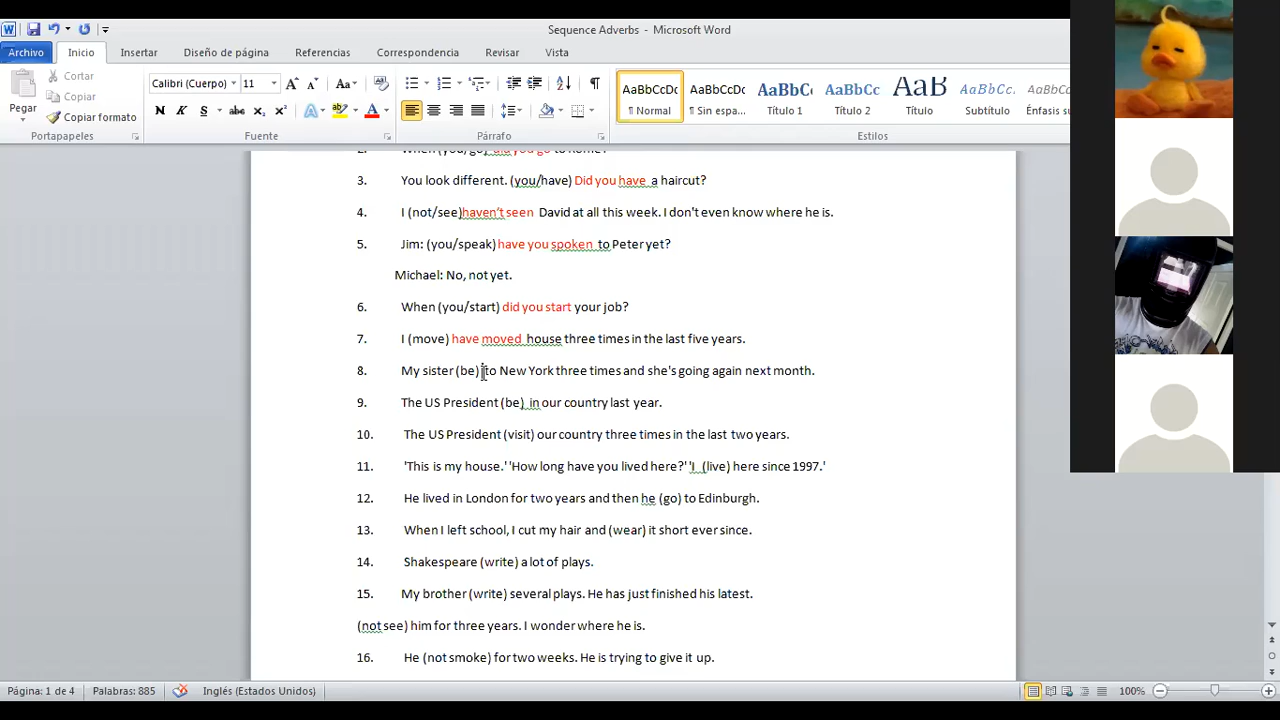 Sequence Adverbs - Microsoft Word
Archivo Inicio Insertar Diseño de página Referencias Correspondencia Revisar Vista
Pegar
Cortar
Copiar
Copiar formato
Portapapeles
Calibri (Cuerpo) 11
N K S abc
Fuente
Párrafo
AaBbCcDc AaBbCcDc AaBbC AaBbCc AaB AaBbCc. AaBbCcD
¶ Normal ¶ Sin espa... Título 1 Título 2 Título Subtítulo Énfasis su
Estilos
2. When (you/go) did you go to Rome?
3. You look different. (you/have) Did you have a haircut?
4. I (not/see)haven't seen David at all this week. I don't even know where he is.
5. Jim: (you/speak) have you spoken to Peter yet?
Michael: No, not yet.
6. When (you/start) did you start your job?
7. I (move) have moved house three times in the last five years.
8. My sister (be) to New York three times and she's going again next month.
9. The US President (be) in our country last year.
10. The US President (visit) our country three times in the last two years.
11. 'This is my house.' 'How long have you lived here?' 'I (live) here since 1997.'
12. He lived in London for two years and then he (go) to Edinburgh.
13. When I left school, I cut my hair and (wear) it short ever since.
14. Shakespeare (write) a lot of plays.
15. My brother (write) several plays. He has just finished his latest.
(not see) him for three years. I wonder where he is.
16. He (not smoke) for two weeks. He is trying to give it up.
Página: 1 de 4 Palabras: 885 Inglés (Estados Unidos) 100%